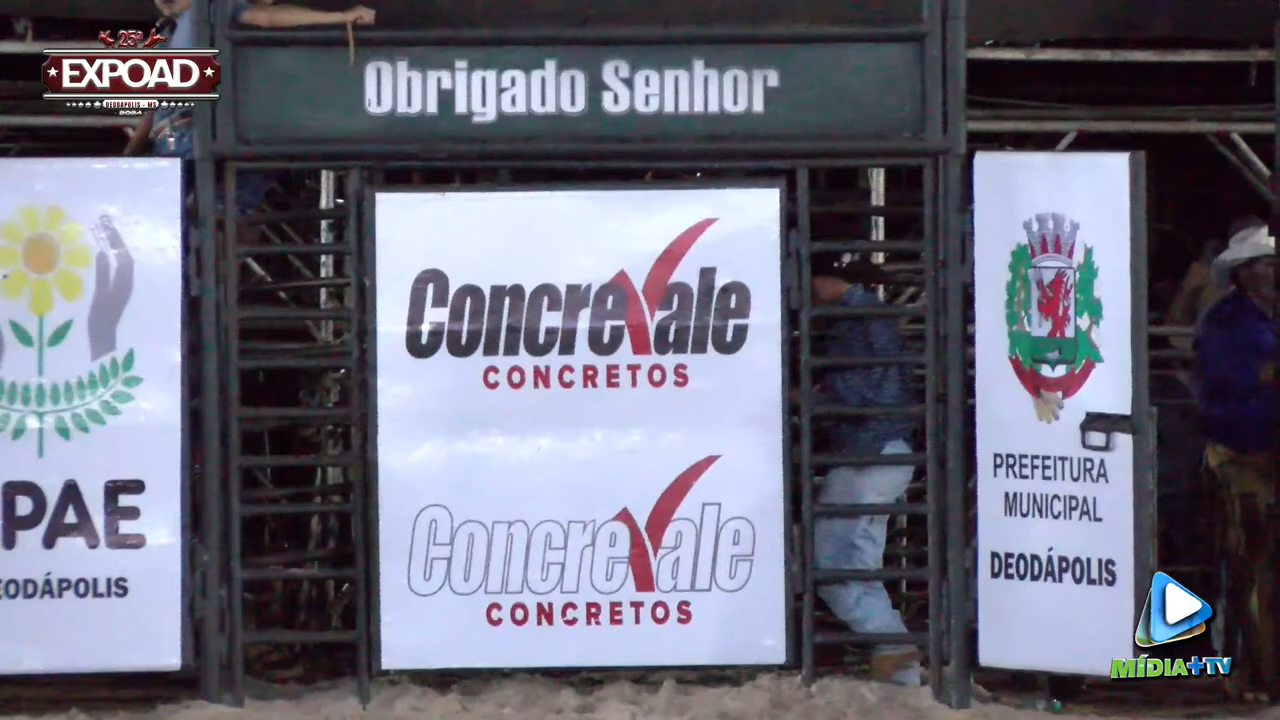 25ª
EXPOAD
DEODÁPOLIS - MS
2024
Obrigado Senhor
PAE
EODÁPOLIS
ConcreVale
CONCRETOS
ConcreVale
CONCRETOS
PREFEITURA
MUNICIPAL
DEODÁPOLIS
MÍDIA+TV